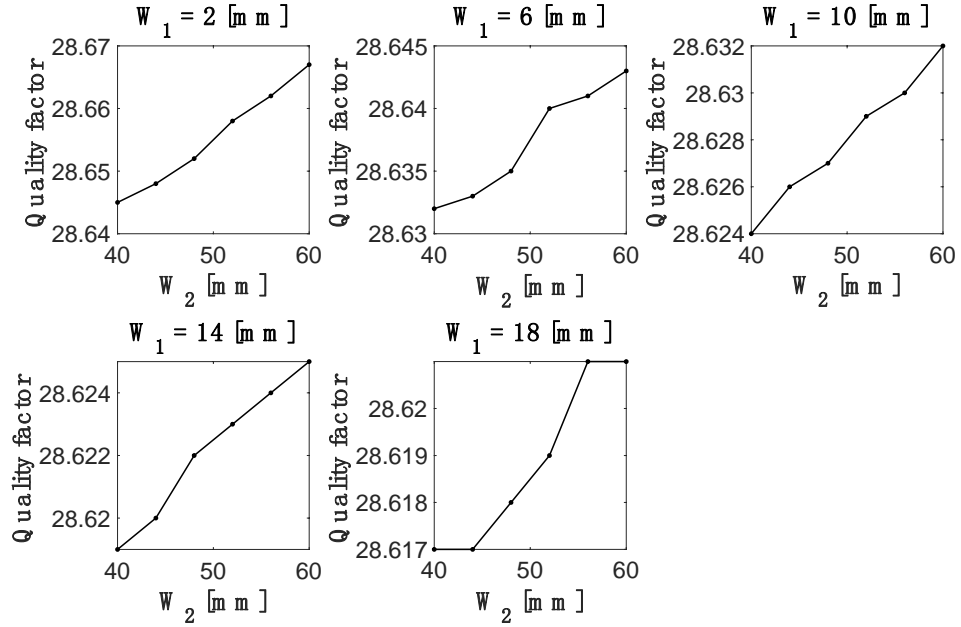 W1 = 2 [mm]
28.67
28.66
28.65
28.64
Quality factor
40 50 60
W2 [mm]
W1 = 6 [mm]
28.645
28.64
28.635
28.63
Quality factor
40 50 60
W2 [mm]
W1 = 10 [mm]
28.632
28.63
28.628
28.626
28.624
Quality factor
40 50 60
W2 [mm]
W1 = 14 [mm]
28.624
28.622
28.62
Quality factor
40 50 60
W2 [mm]
W1 = 18 [mm]
28.62
28.619
28.618
28.617
Quality factor
40 50 60
W2 [mm]